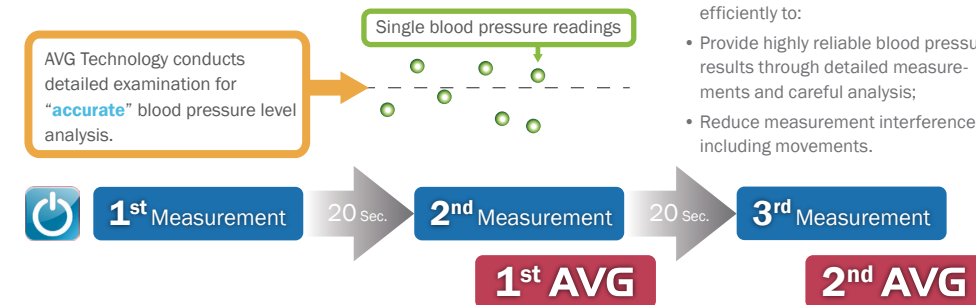 efficiently to:
Single blood pressure readings
• Provide highly reliable blood
results through detailed measure-
ments and careful analysis;
• Reduce measurement interference
including movements.
AVG Technology conducts
detailed examination for
“accurate” blood pressure level
analysis.
1st Measurement
20 Sec.
2nd Measurement
20 Sec.
3rd Measurement
1st AVG
2nd AVG